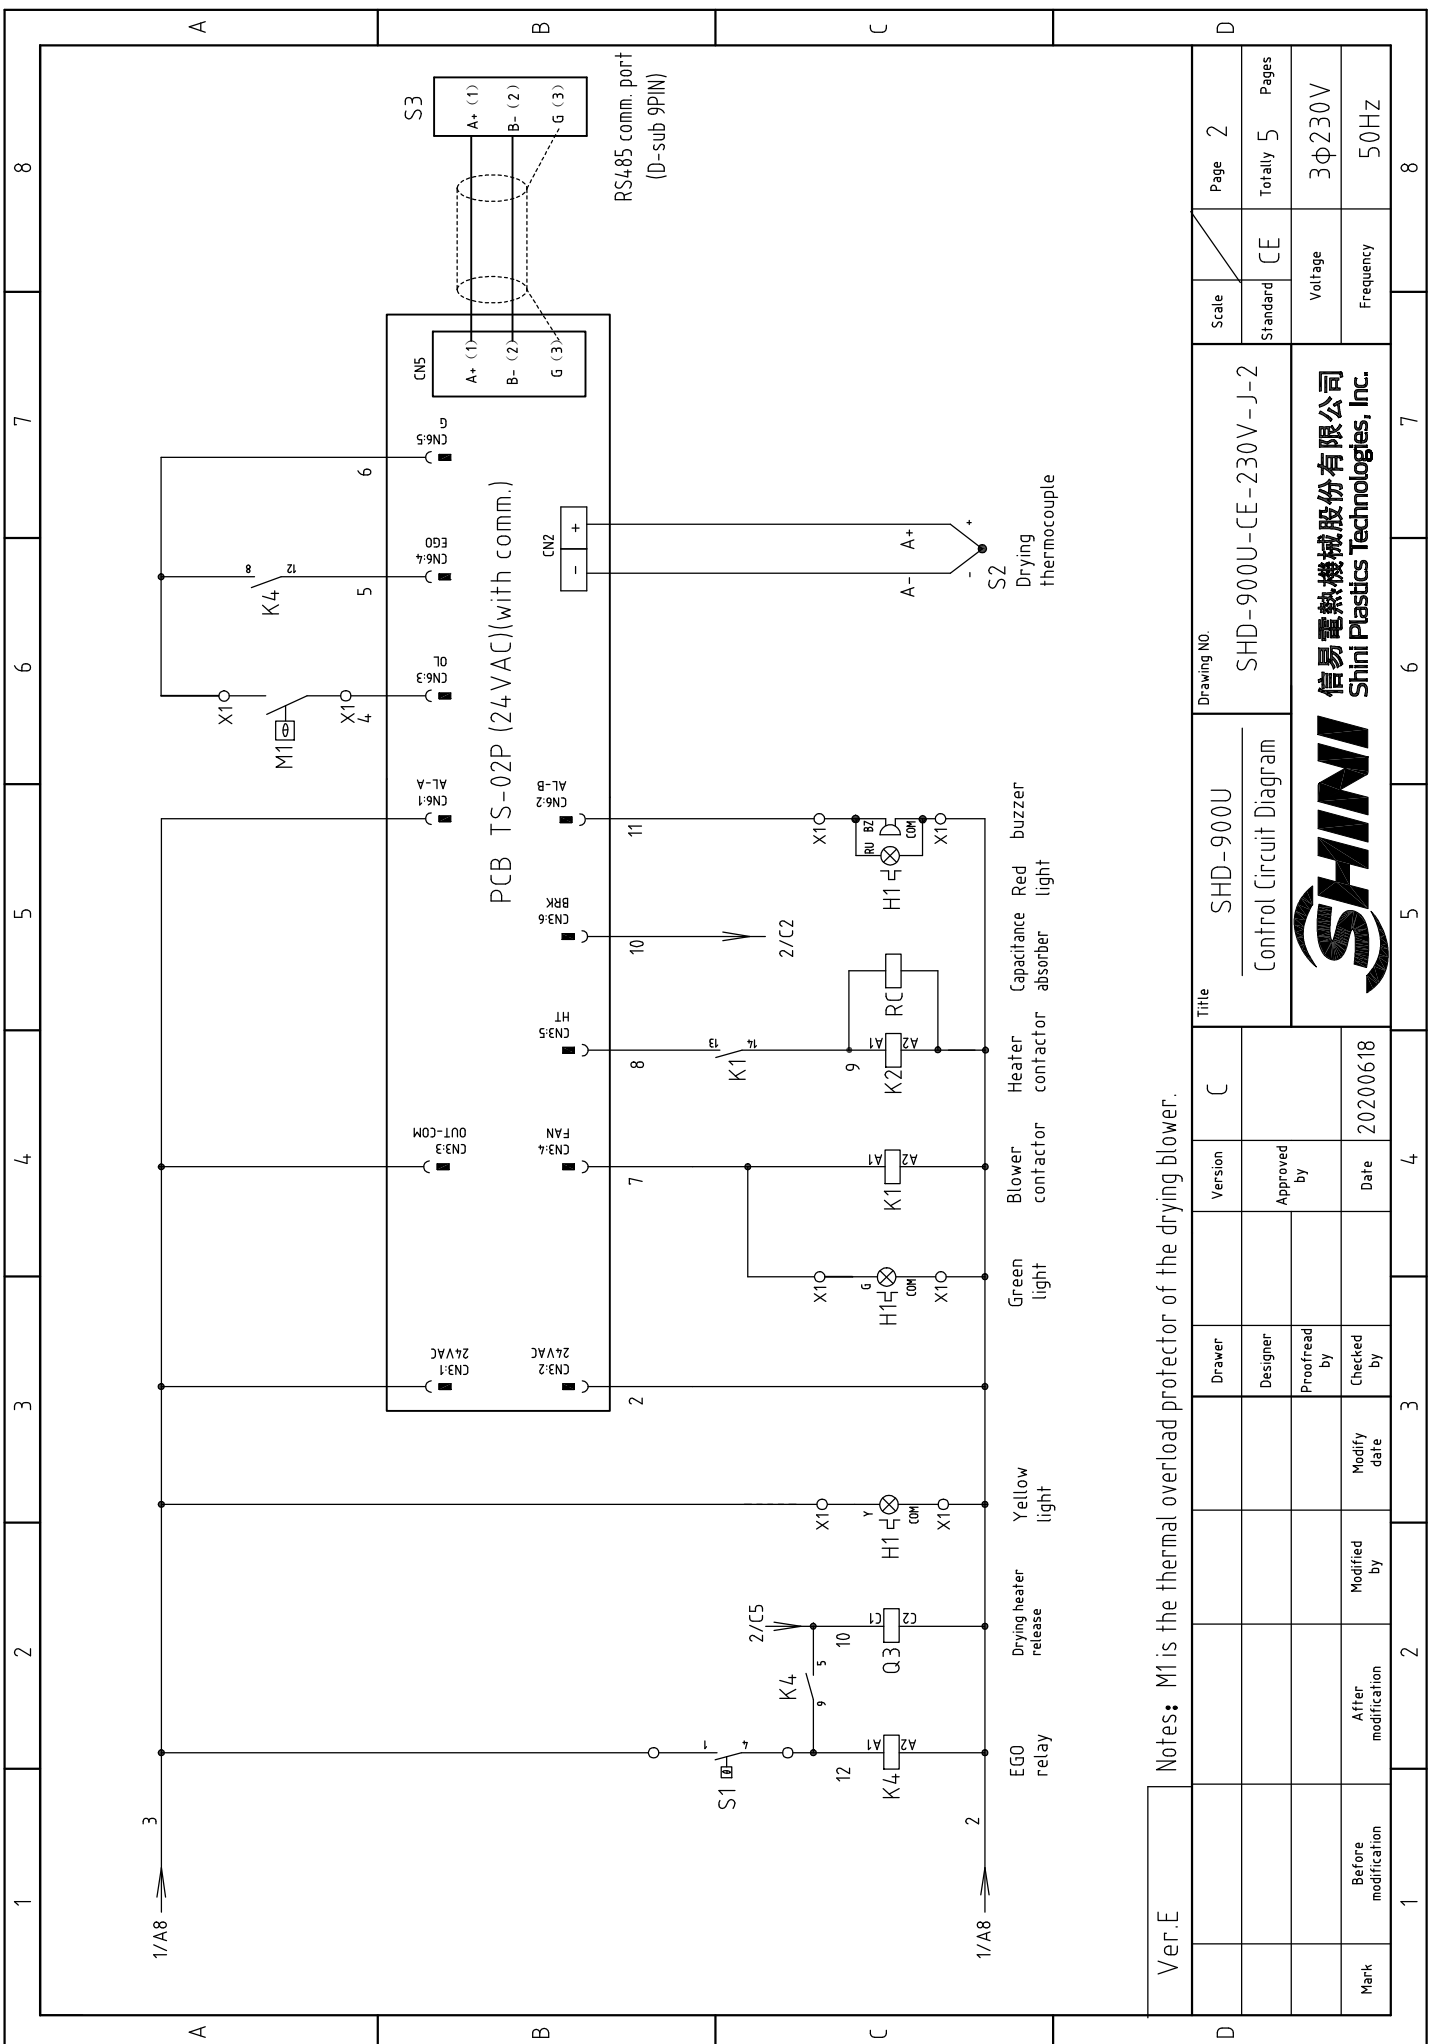 1
2
3
4
5
6
7
8
A
B
C
D
1/A8
3
1/A8
2
S1
1
4
12
K4
A1
A2
EGO
relay
K4
9
5
2/C5
10
Q3
C1
C2
Drying heater
release
X1
Y
H1
COM
X1
Yellow
light
CN3:1
24VAC
CN3:2
24VAC
2
X1
G
H1
COM
X1
Green
light
CN3:3
OUT-COM
CN3:4
FAN
7
K1
A1
A2
Blower
contactor
CN3:5
HT
8
K1
13
14
9
K2
A1
A2
Heater
contactor
RC
Capacitance
absorber
CN3:6
BRK
10
2/C2
CN6:1
AL-A
CN6:2
AL-B
11
X1
RU
BZ
H1
COM
X1
Red
light
buzzer
PCB TS-02P (24VAC)(with comm.)
X1
M1
X1
4
CN6:3
OL
K4
8
12
5
CN6:4
EGO
6
CN6:5
G
CN2
-
+
A-
A+
-
+
S2
Drying
thermocouple
CN5
A+ (1)
B- (2)
G (3)
S3
A+ (1)
B- (2)
G (3)
RS485 comm. port
(D-sub 9PIN)
Ver.E
Notes: M1 is the thermal overload protector of the drying blower.
Mark
Before
modification
After
modification
Modified
by
Modify
date
Drawer
Designer
Proofread
by
Checked
by
Version
C
Approved
by
Date
20200618
Title
SHD-900U
Control Circuit Diagram
Drawing NO.
SHD-900U-CE-230V-J-2
SHINI
信易電熱機械股份有限公司
Shini Plastics Technologies, Inc.
Scale
Page 2
Standard
CE
Totally 5 Pages
Voltage
3Φ230V
Frequency
50HZ
A
B
C
D
1
2
3
4
5
6
7
8